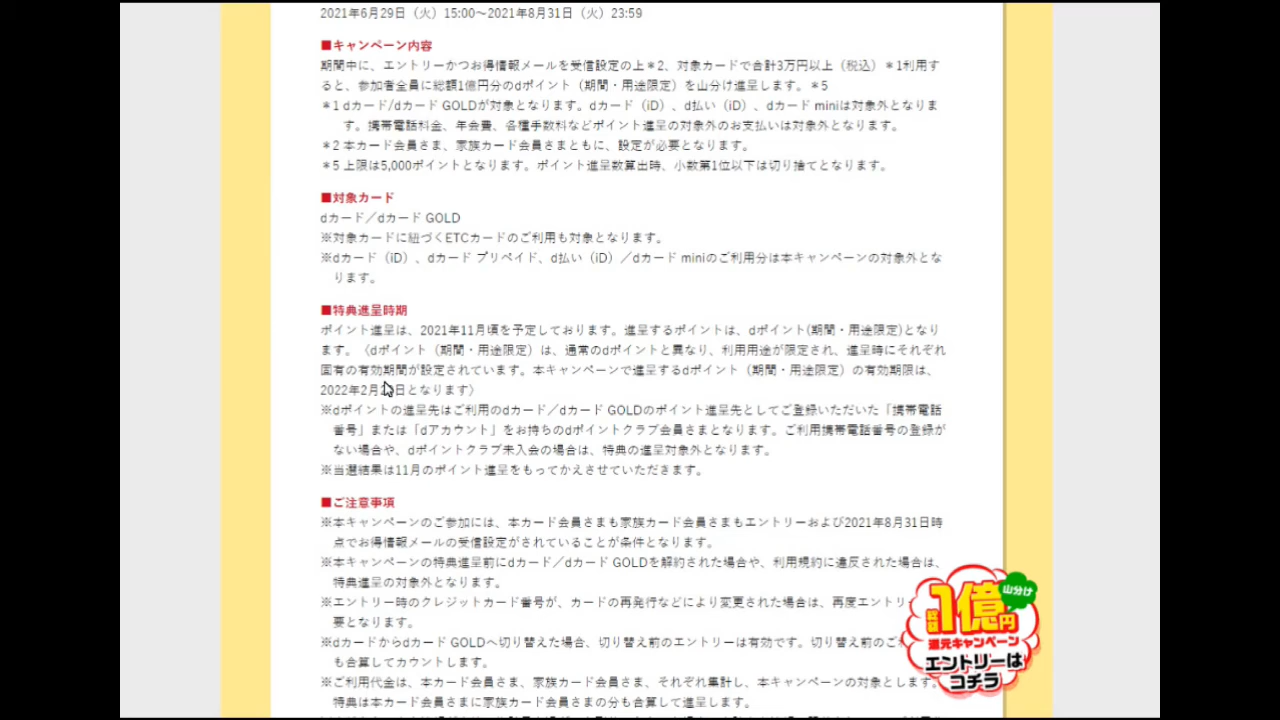 2021年6月29日（火）15:00～2021年8月31日（火）23:59
■キャンペーン内容
期間中に、エントリーかつお得情報メールを受信設定の上＊2、対象カードで合計3万円以上（税込）＊1利用す
ると、参加者全員に総額1億円分のdポイント（期間・用途限定）を山分け進呈します。＊5
＊1 dカード/dカード GOLDが対象となります。dカード（iD）、d払い（iD）、dカード miniは対象外となりま
す。携帯電話料金、年会費、各種手数料などポイント進呈の対象外のお支払いは対象外となります。
＊2 本カード会員さま、家族カード会員さまともに、設定が必要となります。
＊5 上限は5,000ポイントとなります。ポイント進呈数算出時、小数第1位以下は切り捨てとなります。
■対象カード
dカード／dカード GOLD
※対象カードに紐づくETCカードのご利用も対象となります。
※dカード（iD）、dカード プリペイド、d払い（iD）／dカード miniのご利用分は本キャンペーンの対象外とな
ります。
■特典進呈時期
ポイント進呈は、2021年11月頃を予定しております。進呈するポイントは、dポイント(期間・用途限定)となり
ます。〈dポイント（期間・用途限定）は、通常のdポイントと異なり、利用用途が限定され、進呈時にそれぞれ
固有の有効期間が設定されています。本キャンペーンで進呈するdポイント（期間・用途限定）の有効期限は、
2022年2月 日となります〉
※dポイントの進呈先はご利用のdカード／dカード GOLDのポイント進呈先としてご登録いただいた「携帯電話
番号」または「dアカウント」をお持ちのdポイントクラブ会員さまとなります。ご利用携帯電話番号の登録が
ない場合や、dポイントクラブ未入会の場合は、特典の進呈対象外となります。
※当選結果は11月のポイント進呈をもってかえさせていただきます。
■ご注意事項
※本キャンペーンのご参加には、本カード会員さまも家族カード会員さまもエントリーおよび2021年8月31日時
点でお得情報メールの受信設定がされていることが条件となります。
※本キャンペーンの特典進呈前にdカード／dカード GOLDを解約された場合や、利用規約に違反された場合は、
特典進呈の対象外となります。
※エントリー時のクレジットカード番号が、カードの再発行などにより変更された場合は、再度エントリー
要となります。
※dカードからdカード GOLDへ切り替えた場合、切り替え前のエントリーは有効です。切り替え前のご
も合算してカウントします。
※ご利用代金は、本カード会員さま、家族カード会員さま、それぞれ集計し、本キャンペーンの対象とします。
特典は本カード会員さまに家族カード会員さまの分も合算して進呈します。
山分け
総額1億円
還元キャンペーン
エントリーは
コチラ